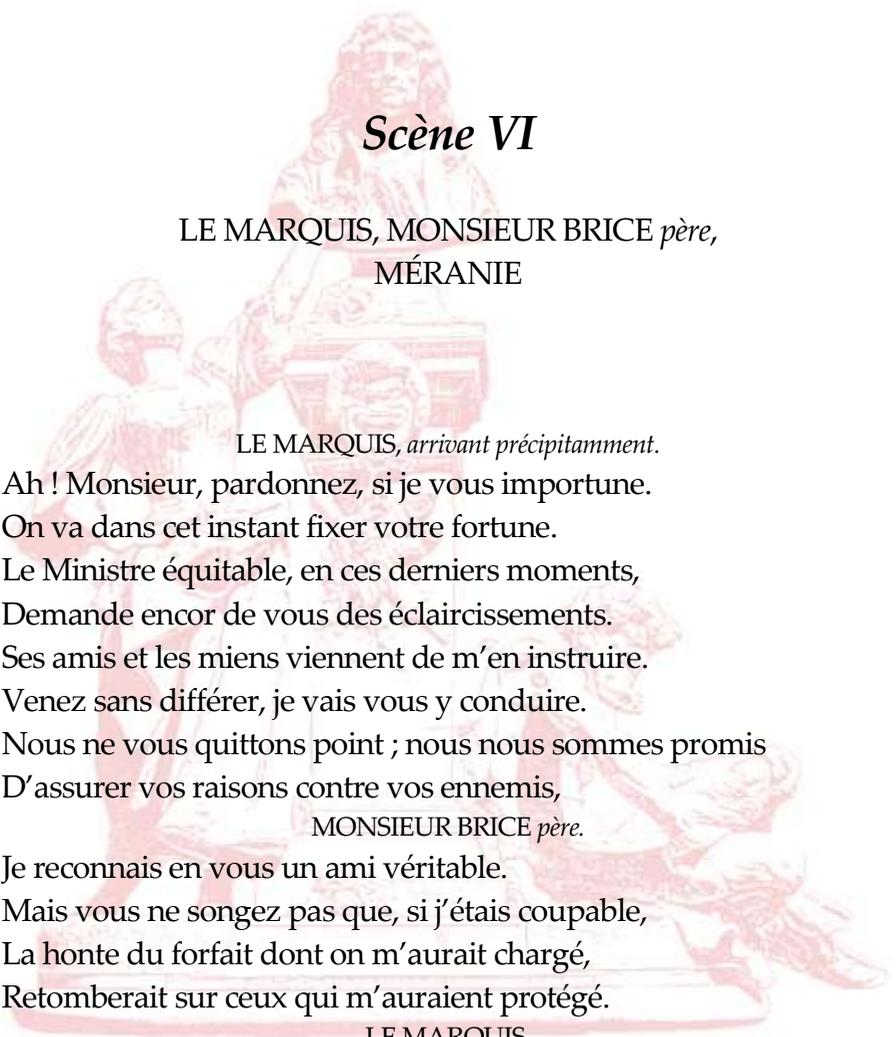 Scène VI
LE MARQUIS, MONSIEUR BRICE père,
MÉRANIE
LE MARQUIS, arrivant précipitamment.
Ah ! Monsieur, pardonnez, si je vous importune.
On va dans cet instant fixer votre fortune.
Le Ministre équitable, en ces derniers moments,
Demande encor de vous des éclaircissements.
Ses amis et les miens viennent de m’en instruire.
Venez sans différer, je vais vous y conduire.
Nous ne vous quittons point ; nous nous sommes promis
D’assurer vos raisons contre vos ennemis,
MONSIEUR BRICE père.
Je reconnais en vous un ami véritable.
Mais vous ne songez pas que, si j’étais coupable,
La honte du forfait dont on m’aurait chargé,
Retomberait sur ceux qui m’auraient protégé.
LE MARQUIS